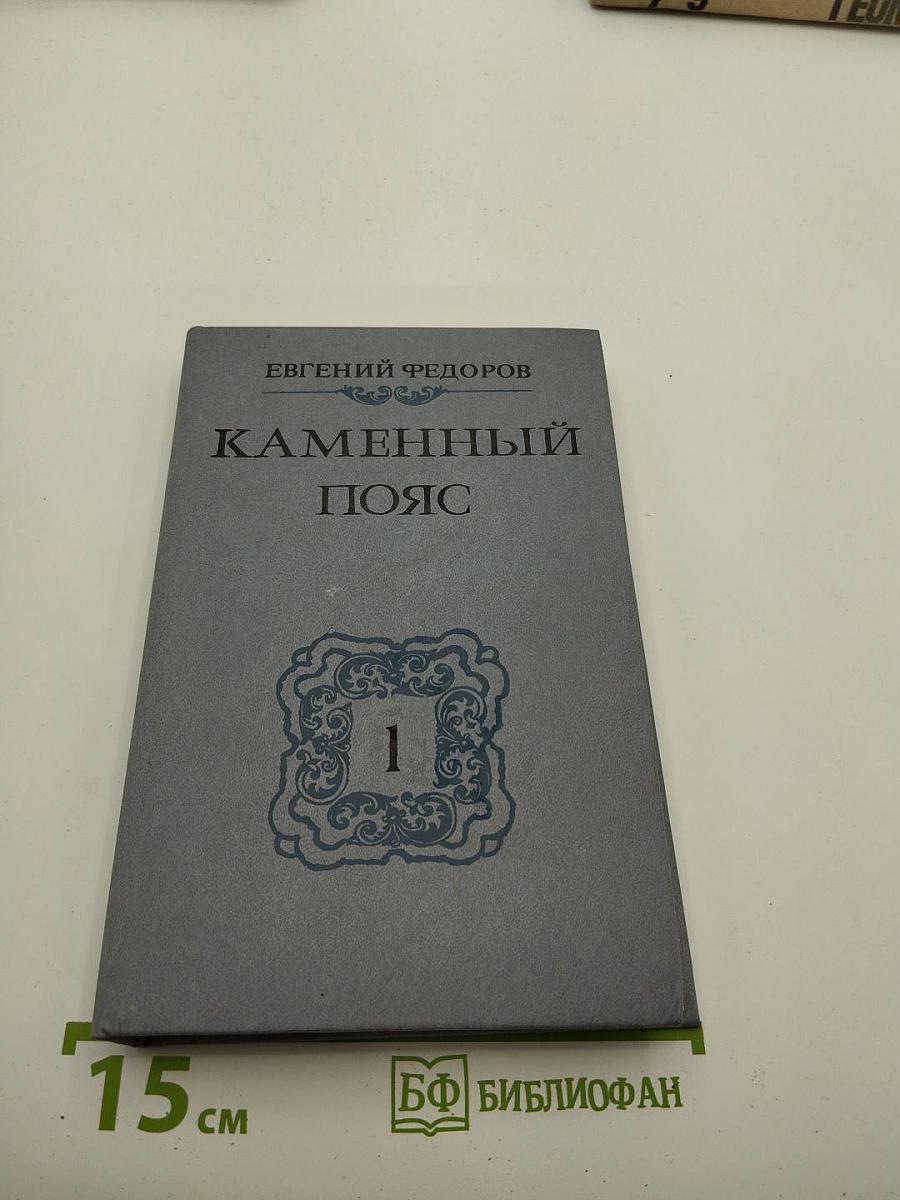 ЕВГЕНИЙ ФЕДОРОВ
КАМЕННЫЙ
ПОЯС
1
15 см
БФ БИБЛИОФАН